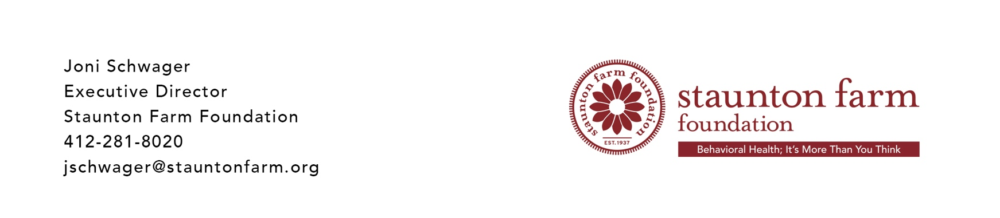 Joni Schwager
Executive Director
Staunton Farm Foundation
412-281-8020
jschwager@stauntonfarm.org
staunton farm foundation
EST. 1937
staunton farm
foundation
Behavioral Health; It's More Than You Think